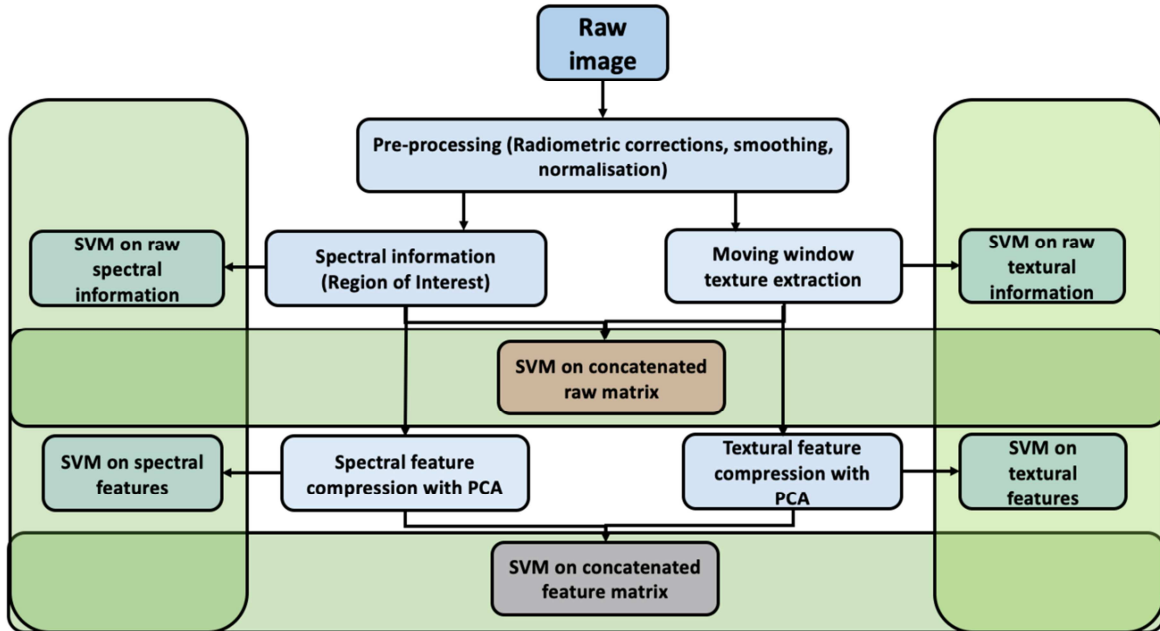 Raw
image
Pre-processing (Radiometric corrections, smoothing,
normalisation)
SVM on raw
spectral
information
Spectral information
(Region of Interest)
Moving window
texture extraction
SVM on raw
textural
information
SVM on concatenated
raw matrix
SVM on spectral
features
Spectral feature
compression with PCA
Textural feature
compression with
PCA
SVM on
textural
features
SVM on concatenated
feature matrix